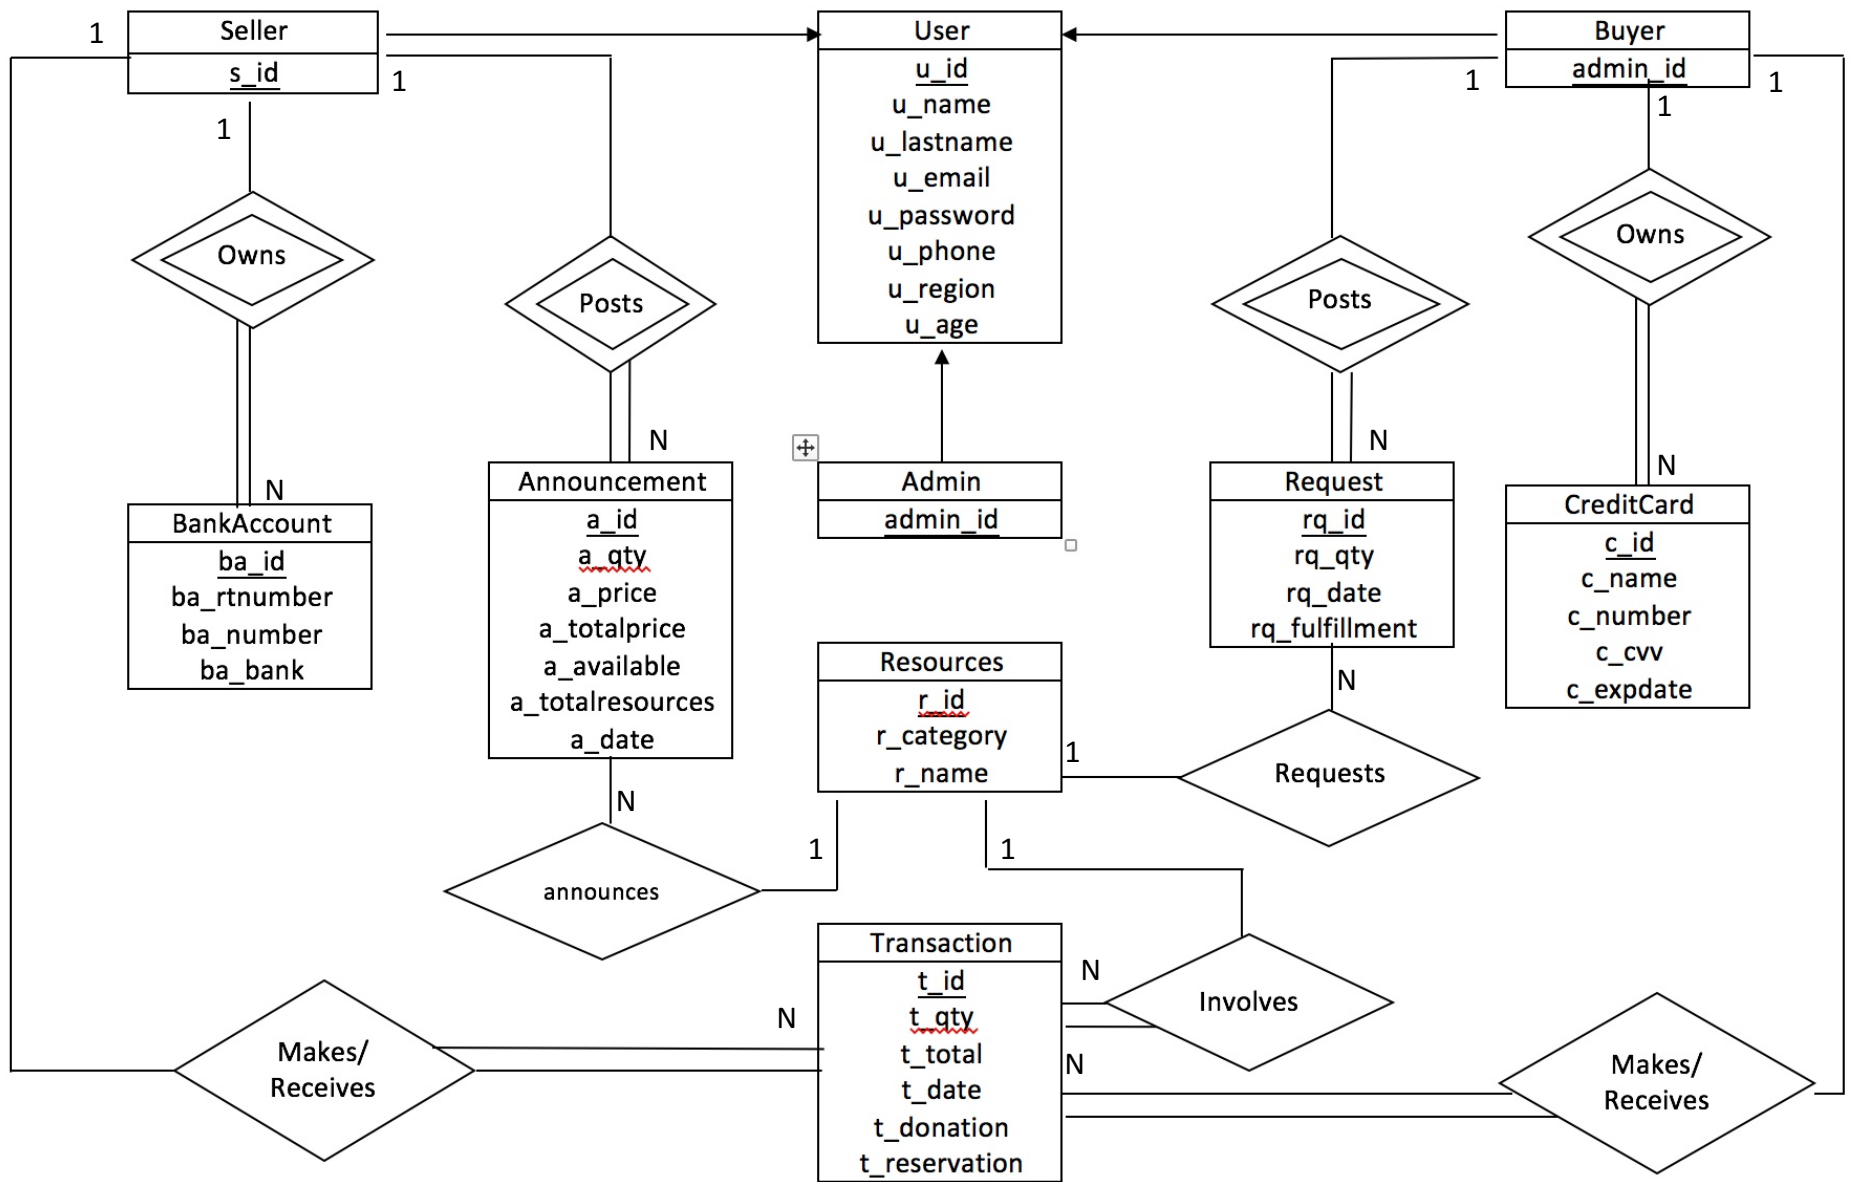 1
Seller
s_id
1
1
Owns
N
BankAccount
ba_id
ba_rtnumber
ba_number
ba_bank
Posts
N
Announcement
a_id
a_qty
a_price
a_totalprice
a_available
a_totalresources
a_date
N
announces
1
User
u_id
u_name
u_lastname
u_email
u_password
u_phone
u_region
u_age
Admin
admin_id
Resources
r_id
r_category
r_name
1
1
Buyer
admin_id
1
1
1
Posts
N
Request
rq_id
rq_qty
rq_date
rq_fulfillment
N
Requests
Owns
N
CreditCard
c_id
c_name
c_number
c_cvv
c_expdate
Transaction
t_id
t_qty
t_total
t_date
t_donation
t_reservation
N
Involves
N
Makes/
Receives
N
Makes/
Receives